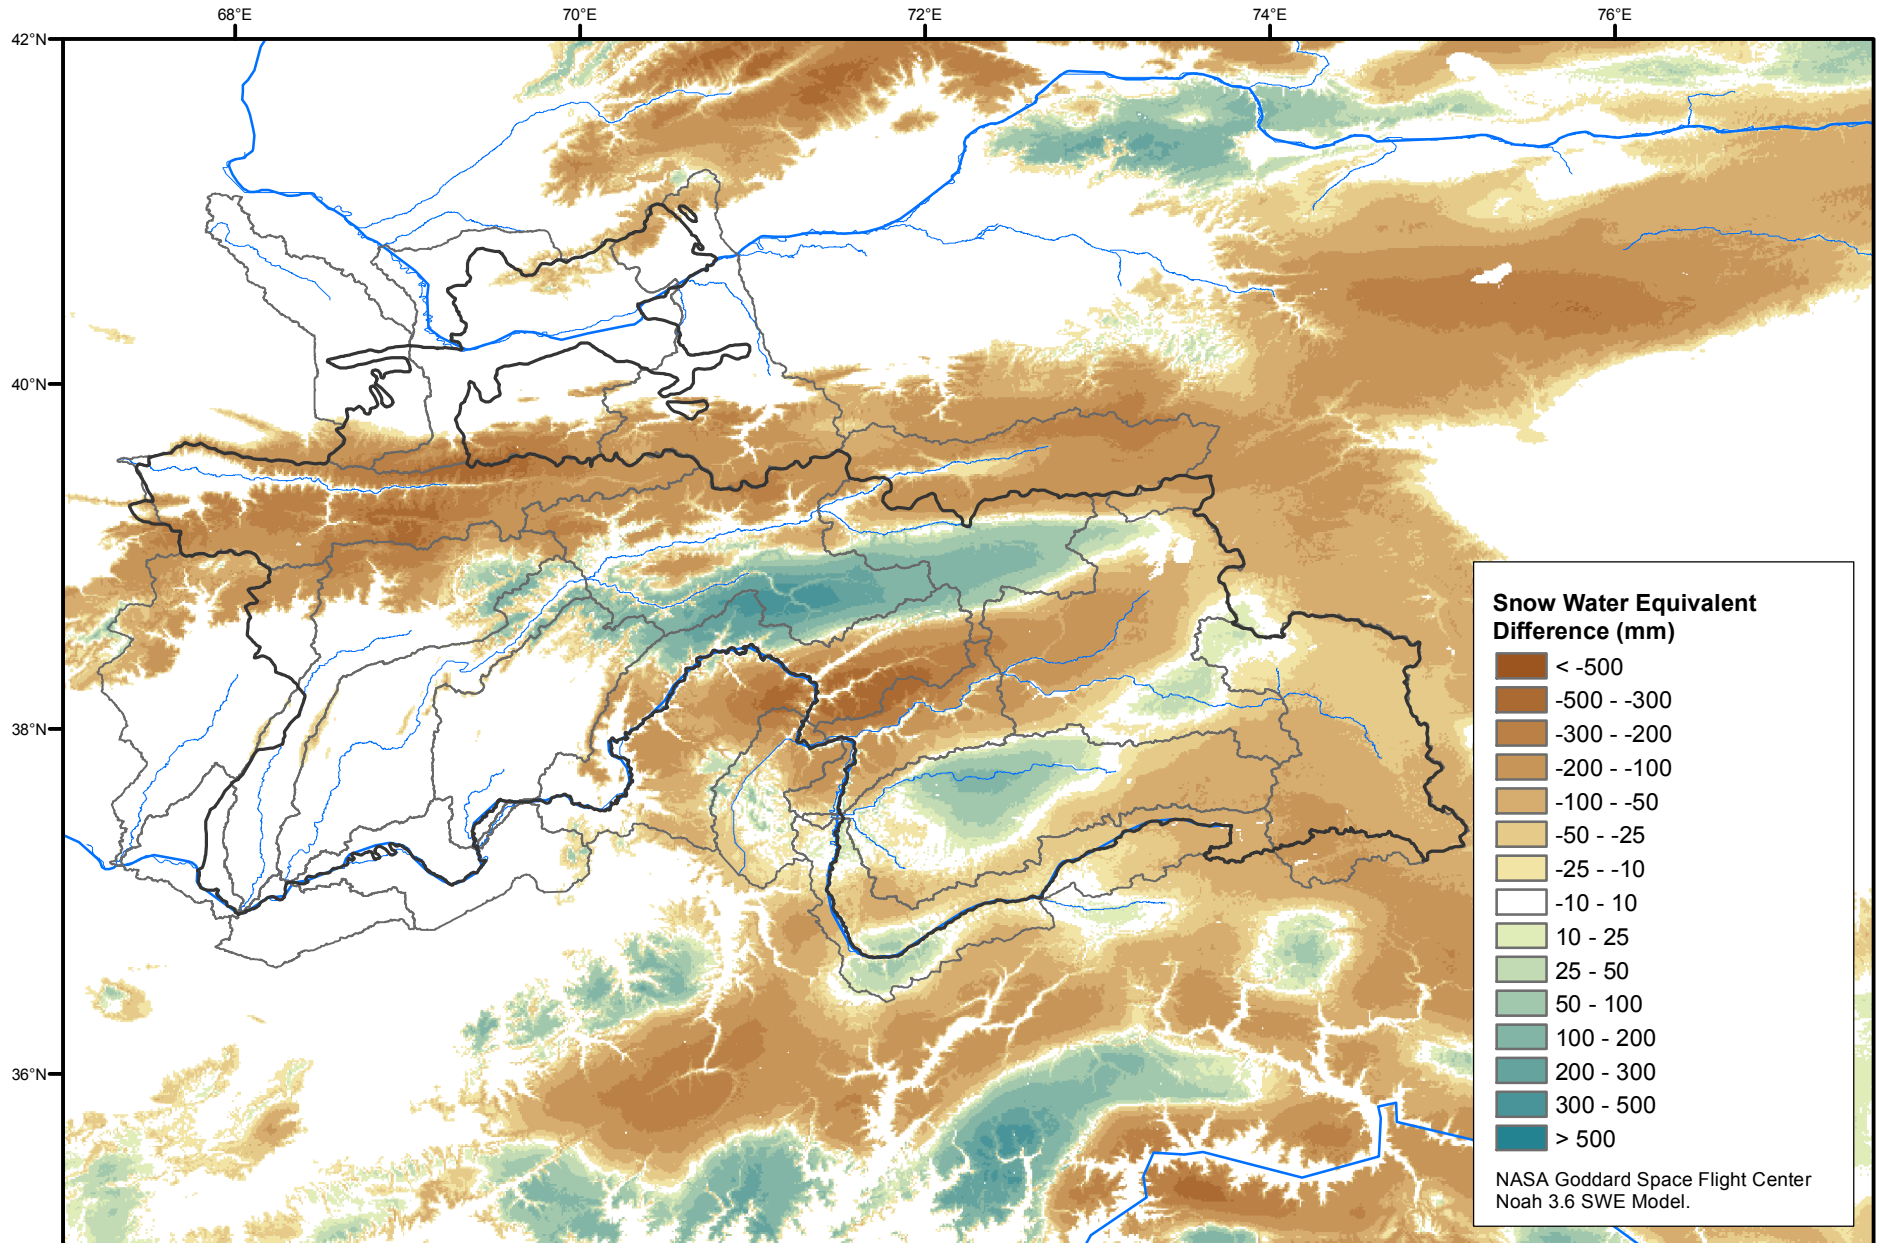 68°E
70°E
72°E
74°E
76°E
42°N
40°N
38°N
36°N
Snow Water Equivalent
Difference (mm)
< -500
-500 - -300
-300 - -200
-200 - -100
-100 - -50
-50 - -25
-25 - -10
-10 - 10
10 - 25
25 - 50
50 - 100
100 - 200
200 - 300
300 - 500
> 500
NASA Goddard Space Flight Center
Noah 3.6 SWE Model.